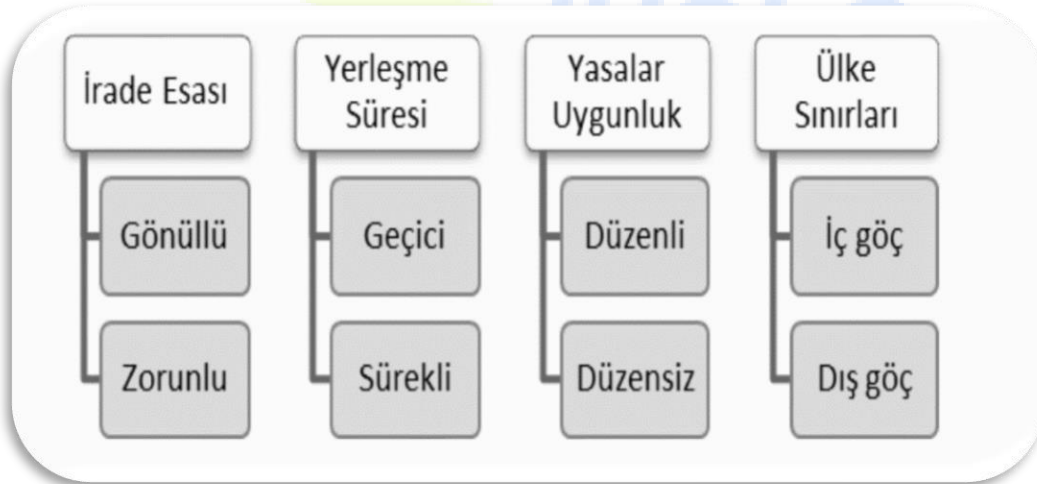 İrade Esası
Gönüllü
Zorunlu
Yerleşme
Süresi
Geçici
Sürekli
Yasalar
Uygunluk
Düzenli
Düzensiz
Ülke
Sınırları
İç göç
Dış göç